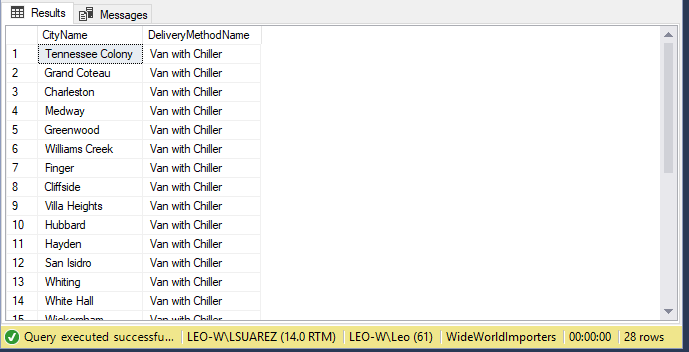 Results Messages
CityName DeliveryMethodName
1 Tennessee Colony Van with Chiller
2 Grand Coteau Van with Chiller
3 Charleston Van with Chiller
4 Medway Van with Chiller
5 Greenwood Van with Chiller
6 Williams Creek Van with Chiller
7 Finger Van with Chiller
8 Cliffside Van with Chiller
9 Villa Heights Van with Chiller
10 Hubbard Van with Chiller
11 Hayden Van with Chiller
12 San Isidro Van with Chiller
13 Whiting Van with Chiller
14 White Hall Van with Chiller
15 Wickersham Van with Chiller
Query executed successfu... LEO-W\LSUAREZ (14.0 RTM) LEO-W\Leo (61) WideWorldImporters 00:00:00 28 rows